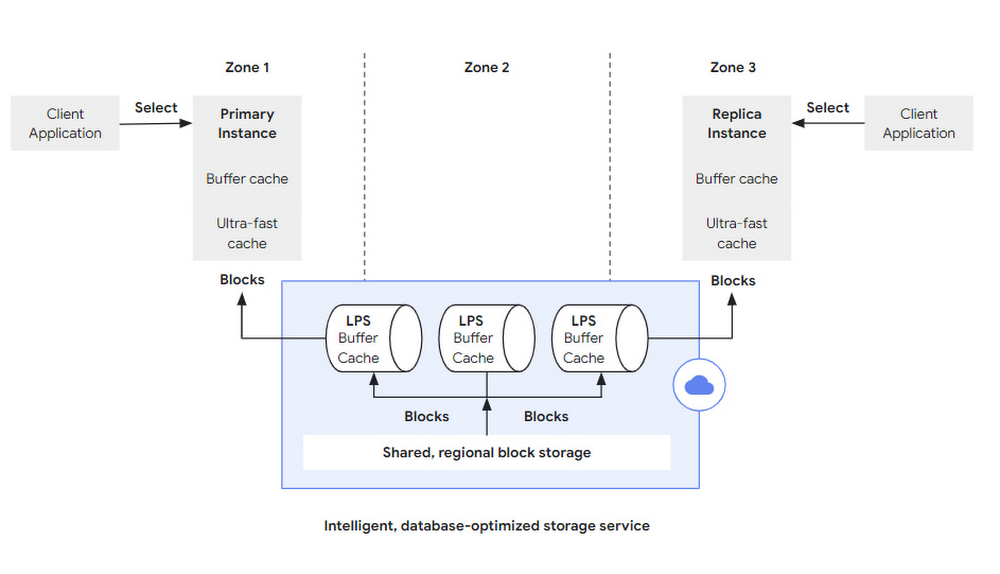 Zone 1
Zone 2
Zone 3
Client
Application
Select
Primary
Instance
Buffer cache
Ultra-fast
cache
Replica
Instance
Buffer cache
Ultra-fast
cache
Select
Client
Application
Blocks
Blocks
LPS
Buffer
Cache
LPS
Buffer
Cache
LPS
Buffer
Cache
Blocks
Blocks
Shared, regional block storage
Intelligent, database-optimized storage service